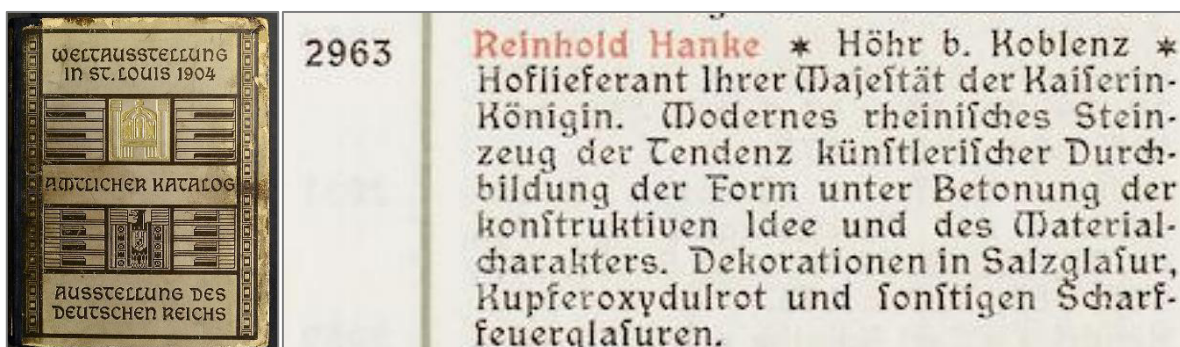 WELTAUSSTELLUNG
IN ST. LOUIS 1904
AMTLICHER KATALOG
AUSSTELLUNG DES
DEUTSCHEN REICHS
2963
Reinhold Hanke * Höhr b. Koblenz *
Hoflieferant Ihrer Majeſtät der Kaiſerin-
Königin. Modernes rheiniſches Stein-
zeug der Tendenz künſtleriſcher Durch-
bildung der Form unter Betonung der
konſtruktiven Idee und des Material-
charakters. Dekorationen in Salzglaſur,
Kupferoxydulrot und ſonſtigen Scharf-
feuerglaſuren.